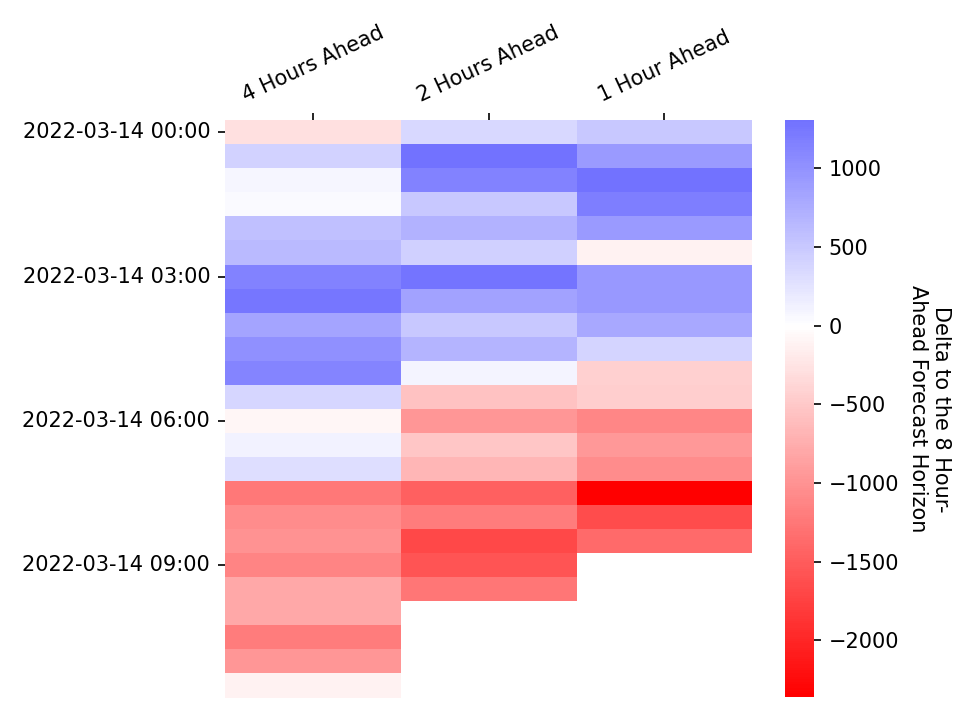 4 Hours Ahead
2 Hours Ahead
1 Hour Ahead
2022-03-14 00:00
2022-03-14 03:00
2022-03-14 06:00
2022-03-14 09:00
1000
500
0
−500
−1000
−1500
−2000
Delta to the 8 Hour-
Ahead Forecast Horizon